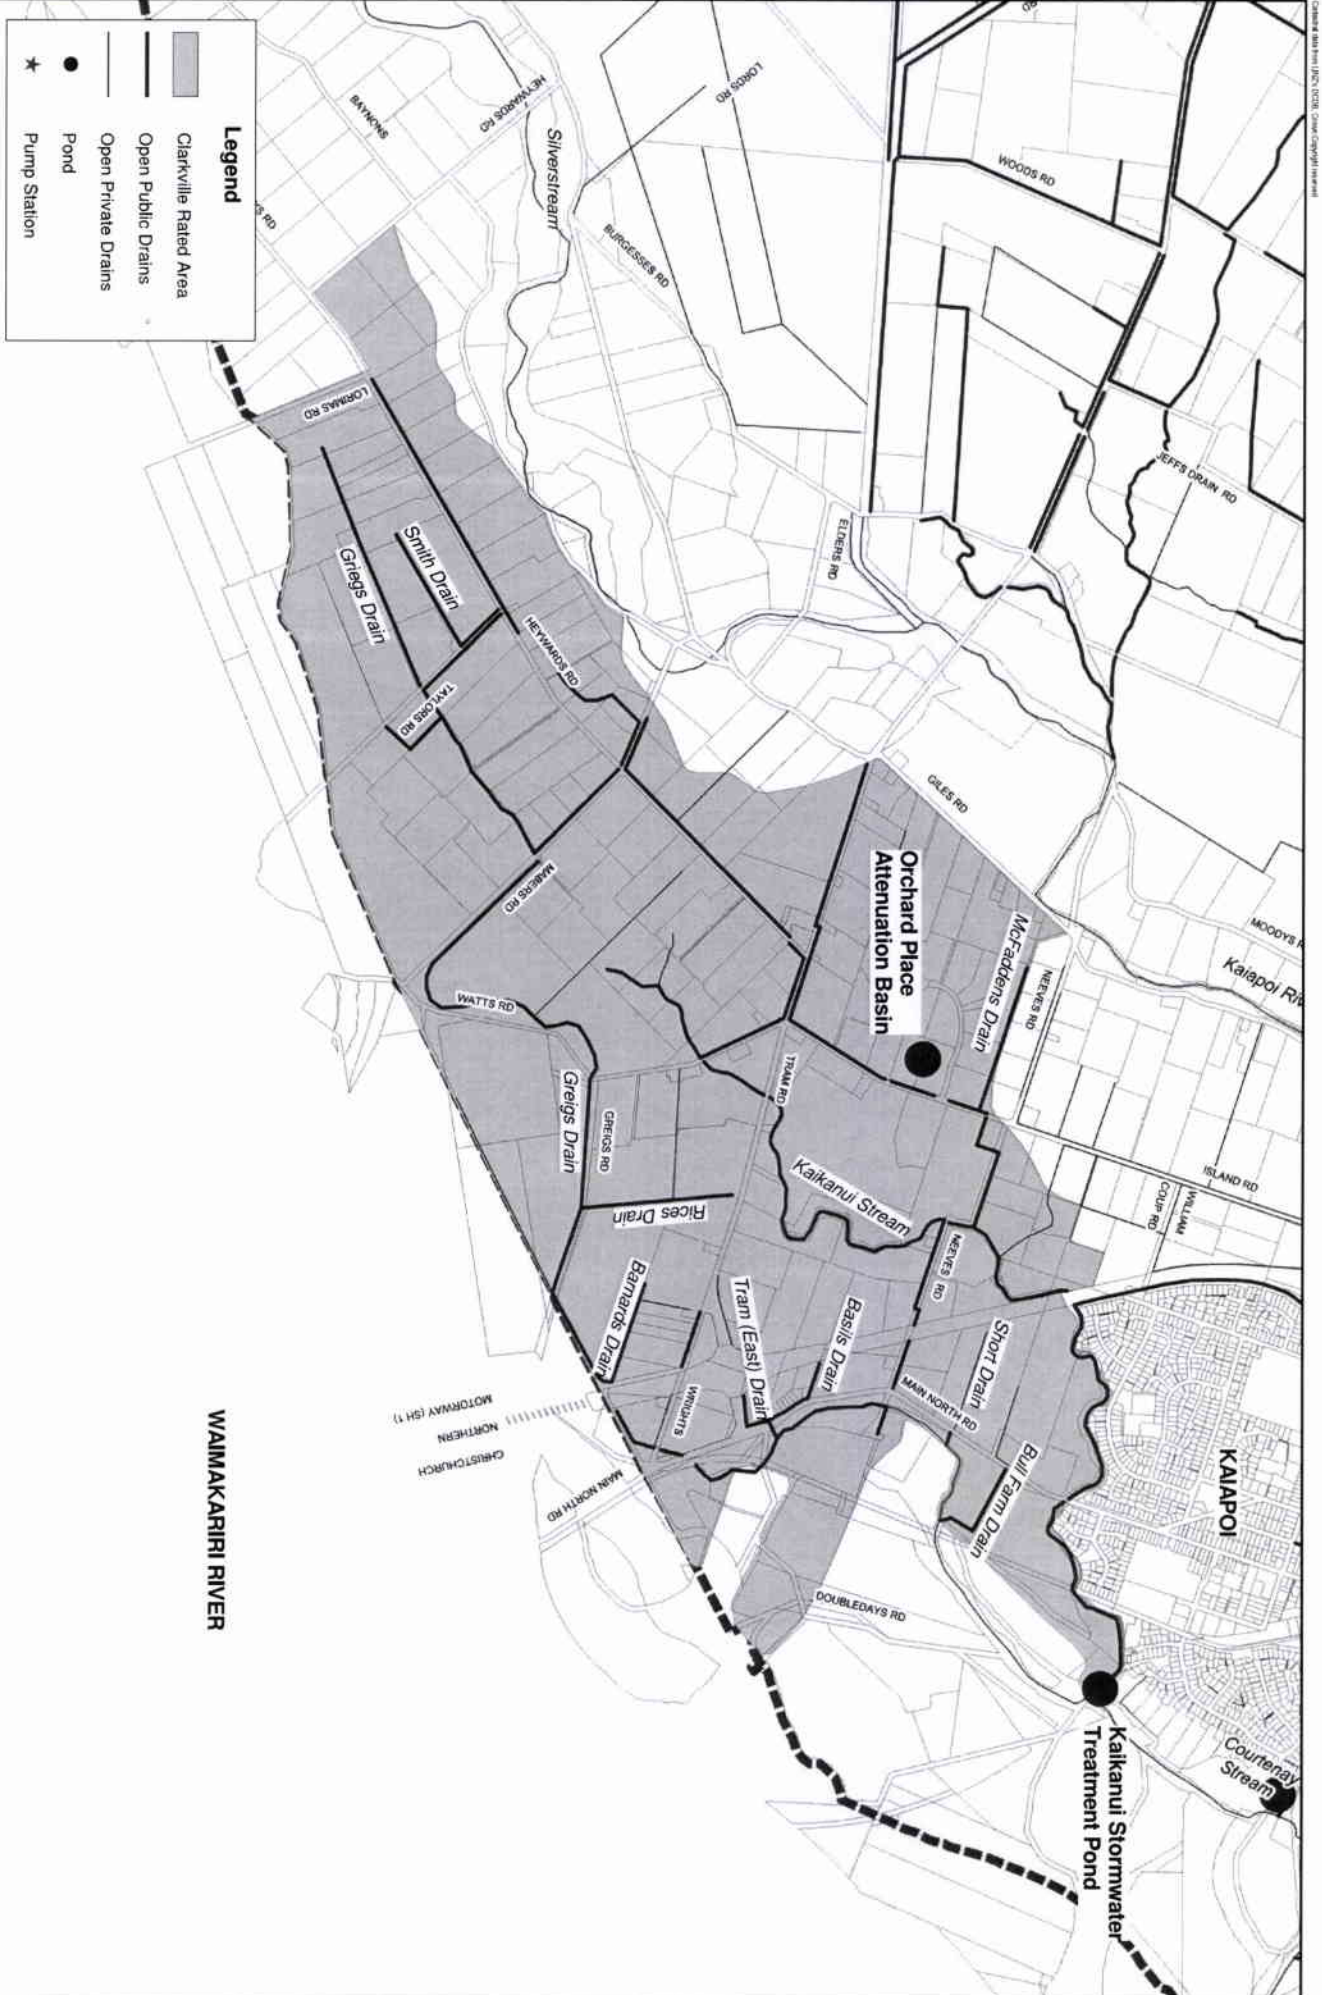 Legend
Clarkville Rated Area
Open Public Drains
Open Private Drains
Pond
Pump Station
BAYNONS
HEYWARDS RD
Silverstream
LORDS RD
BURGESSES RD
WOODS RD
JEFFS DRAIN RD
ELDERS RD
LORIMAS RD
Smith Drain
Griegs Drain
HEYWARDS RD
TAYLORS RD
MABERS RD
WATTS RD
GILES RD
Orchard Place
Attenuation Basin
McFaddens Drain
NEEVES RD
MOODYS
Kaiapoi
TRAM RD
Greigs Drain
GREIGS RD
Rices Drain
Kaikanui Stream
ISLAND RD
WILLIAM
COUP RD
NEEVES RD
Barnards Drain
Tram (East) Drain
Basils Drain
Short Drain
WRIGHTS
MAIN NORTH RD
Bull Farm Drain
KAIAPOI
MOTORWAY (SH 1)
NORTHERN
CHRISTCHURCH
MAIN NORTH RD
DOUBLEDAYS RD
WAIMAKARIRI RIVER
Kaikanui Stormwater
Treatment Pond
Courtenay
Stream